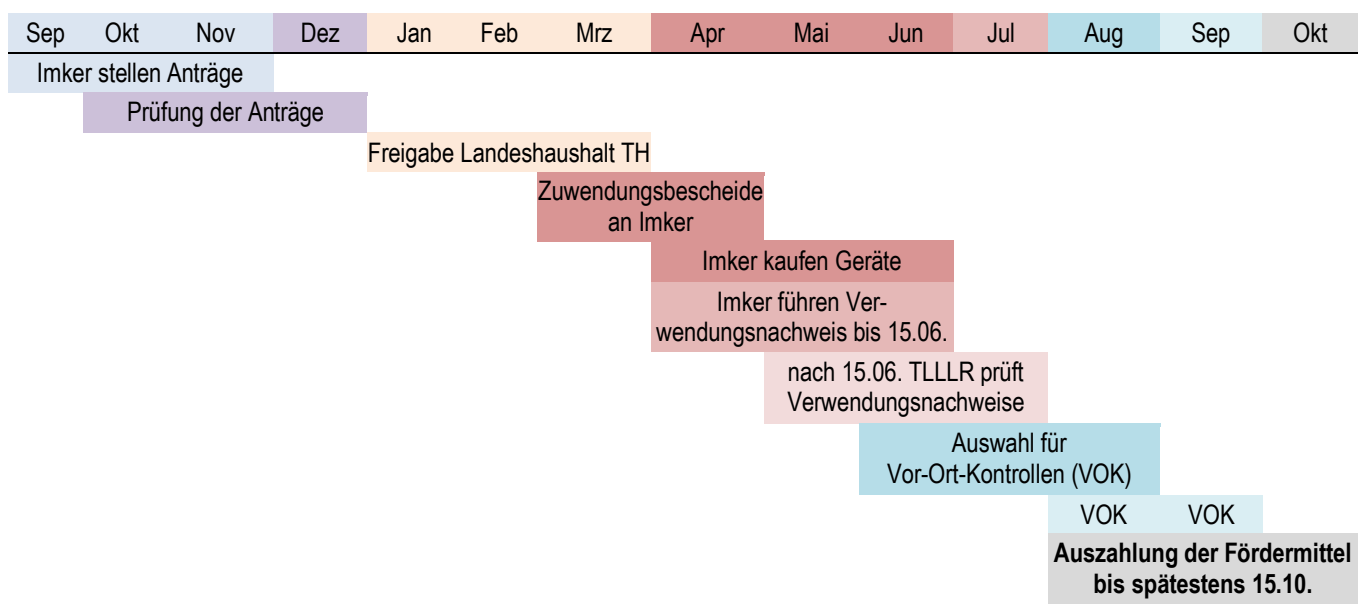 Sep Okt Nov Dez Jan Feb Mrz Apr Mai Jun Jul Aug Sep Okt
Imker stellen Anträge
Prüfung der Anträge
Freigabe Landeshaushalt TH
Zuwendungsbescheide
an Imker
Imker kaufen Geräte
Imker führen Ver-
wendungsnachweis bis 15.06.
nach 15.06. TLLLR prüft
Verwendungsnachweise
Auswahl für
Vor-Ort-Kontrollen (VOK)
VOK VOK
Auszahlung der Fördermittel
bis spätestens 15.10.